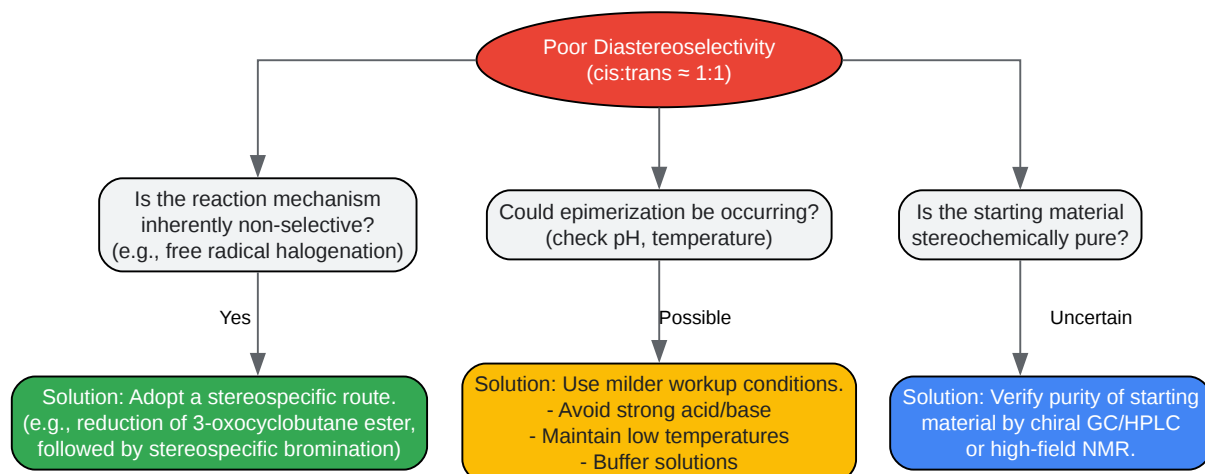 Poor Diastereoselectivity
(cis:trans ≈ 1:1)
Is the reaction mechanism
inherently non-selective?
(e.g., free radical halogenation)
Could epimerization be occurring?
(check pH, temperature)
Is the starting material
stereochemically pure?
Yes
Possible
Uncertain
Solution: Adopt a stereospecific route.
(e.g., reduction of 3-oxocyclobutane ester,
followed by stereospecific bromination)
Solution: Use milder workup conditions.
- Avoid strong acid/base
- Maintain low temperatures
- Buffer solutions
Solution: Verify purity of starting
material by chiral GC/HPLC
or high-field NMR.